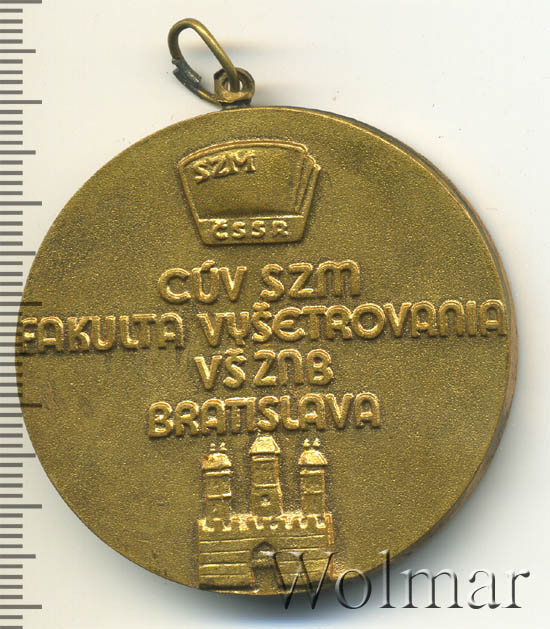 SZM
ČSSR
CÚV SZM
FAKULTA VYŠETROVANIA
VŠ ZNB
BRATISLAVA
Wolmar